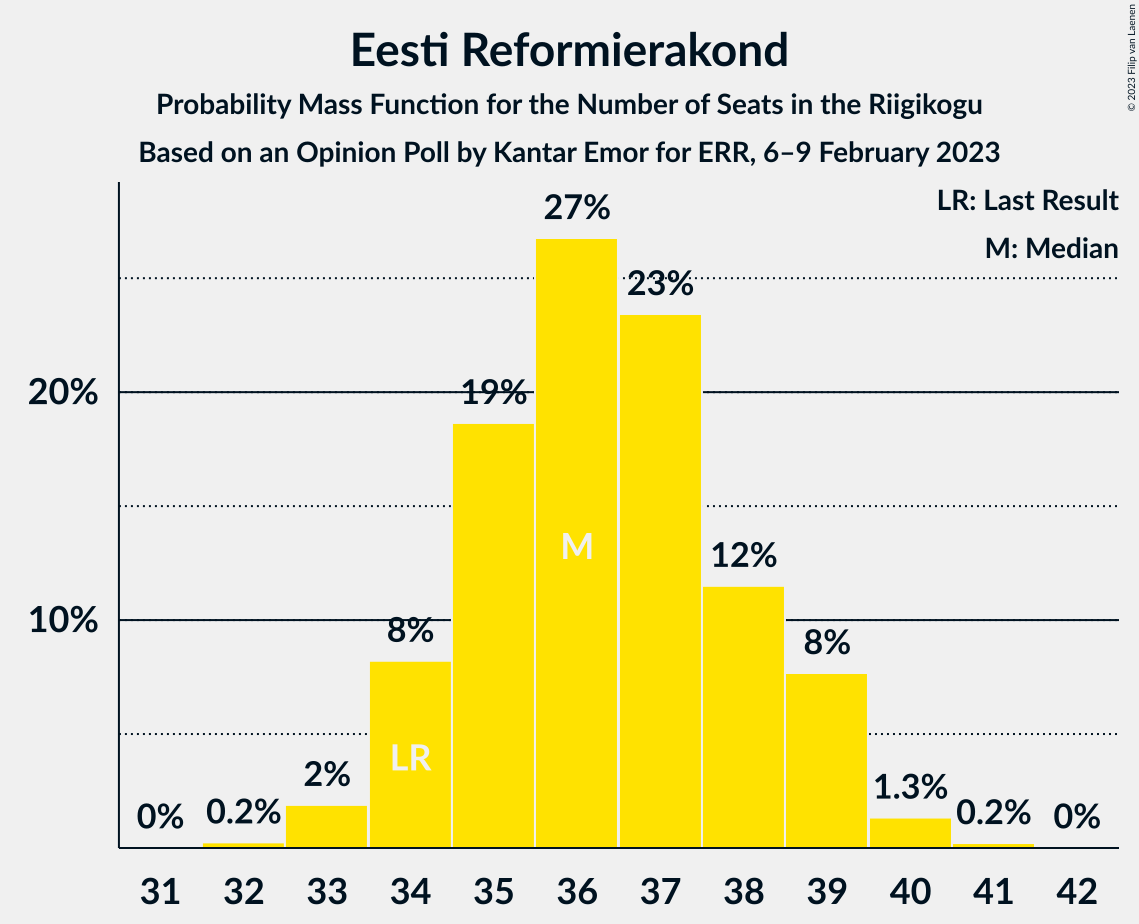 Eesti Reformierakond
Probability Mass Function for the Number of Seats in the Riigikogu
Based on an Opinion Poll by Kantar Emor for ERR, 6–9 February 2023
© 2023 Filip van Laenen
LR: Last Result
M: Median
27%
23%
20%
19%
M
12%
10%
8%
8%
LR
2%
1.3%
0%
0.2%
0.2%
0%
31 32 33 34 35 36 37 38 39 40 41 42